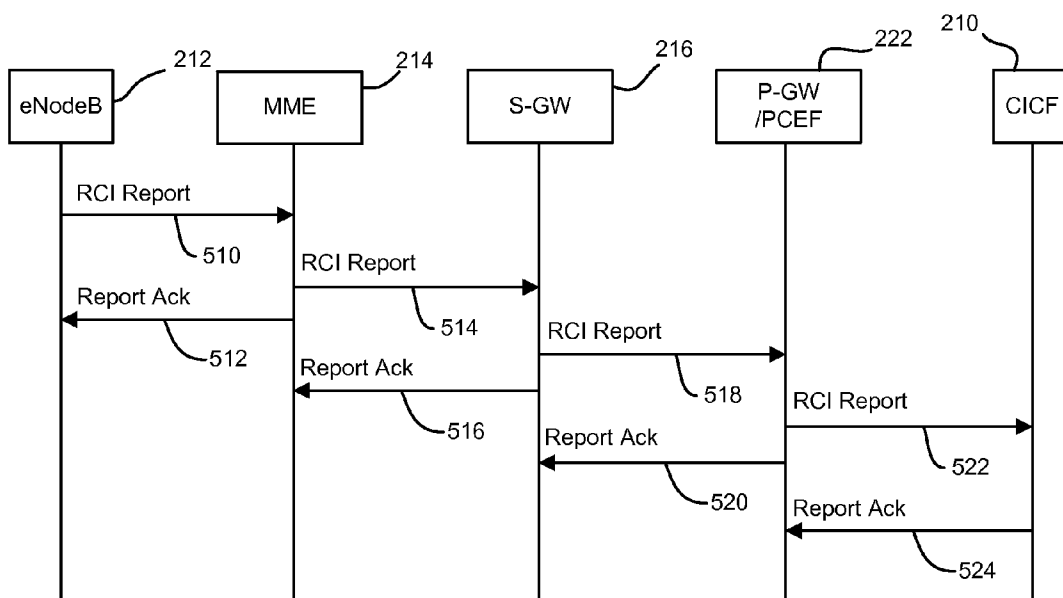 212
214
216
222
210
eNodeB
MME
S-GW
P-GW
/PCEF
CICF
RCI Report
510
RCI Report
Report Ack
514
512
RCI Report
Report Ack
518
516
RCI Report
Report Ack
522
520
Report Ack
524